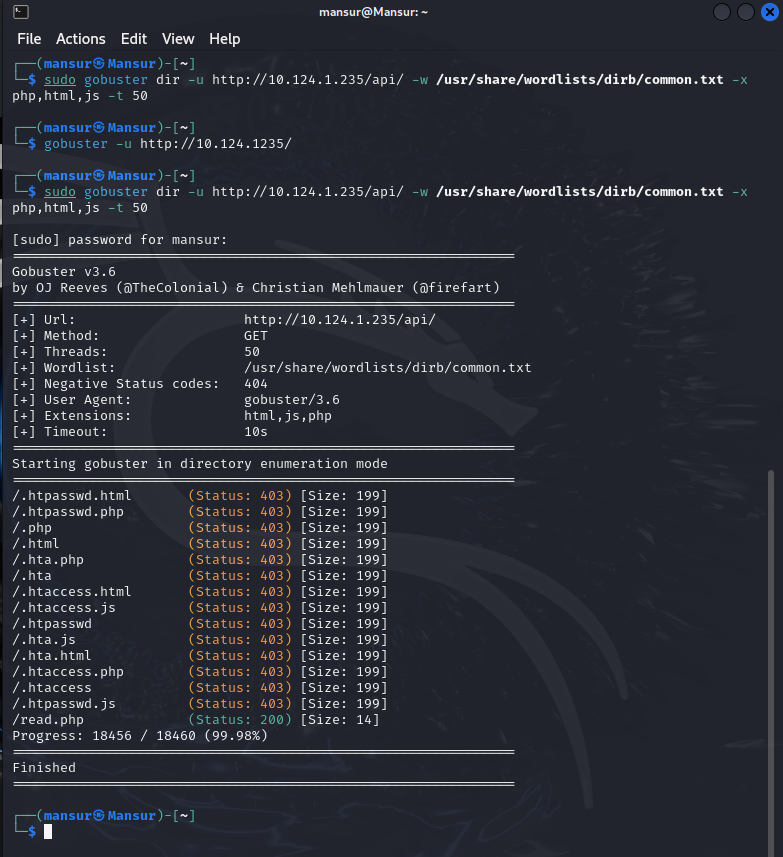 mansur@Mansur: ~
File Actions Edit View Help
┌──(mansur㉿Mansur)-[~]
└─$ sudo gobuster dir -u http://10.124.1.235/api/ -w /usr/share/wordlists/dirb/common.txt -x
php,html,js -t 50
┌──(mansur㉿Mansur)-[~]
└─$ gobuster -u http://10.124.1235/
┌──(mansur㉿Mansur)-[~]
└─$ sudo gobuster dir -u http://10.124.1.235/api/ -w /usr/share/wordlists/dirb/common.txt -x
php,html,js -t 50
[sudo] password for mansur:
===============================================================
Gobuster v3.6
by OJ Reeves (@TheColonial) & Christian Mehlmauer (@firefart)
===============================================================
[+] Url: http://10.124.1.235/api/
[+] Method: GET
[+] Threads: 50
[+] Wordlist: /usr/share/wordlists/dirb/common.txt
[+] Negative Status codes: 404
[+] User Agent: gobuster/3.6
[+] Extensions: html,js,php
[+] Timeout: 10s
===============================================================
Starting gobuster in directory enumeration mode
===============================================================
/.htpasswd.html (Status: 403) [Size: 199]
/.htpasswd.php (Status: 403) [Size: 199]
/.php (Status: 403) [Size: 199]
/.html (Status: 403) [Size: 199]
/.hta.php (Status: 403) [Size: 199]
/.hta (Status: 403) [Size: 199]
/.htaccess.html (Status: 403) [Size: 199]
/.htaccess.js (Status: 403) [Size: 199]
/.htpasswd (Status: 403) [Size: 199]
/.hta.js (Status: 403) [Size: 199]
/.hta.html (Status: 403) [Size: 199]
/.htaccess.php (Status: 403) [Size: 199]
/.htaccess (Status: 403) [Size: 199]
/.htpasswd.js (Status: 403) [Size: 199]
/read.php (Status: 200) [Size: 14]
Progress: 18456 / 18460 (99.98%)
===============================================================
Finished
===============================================================
┌──(mansur㉿Mansur)-[~]
└─$